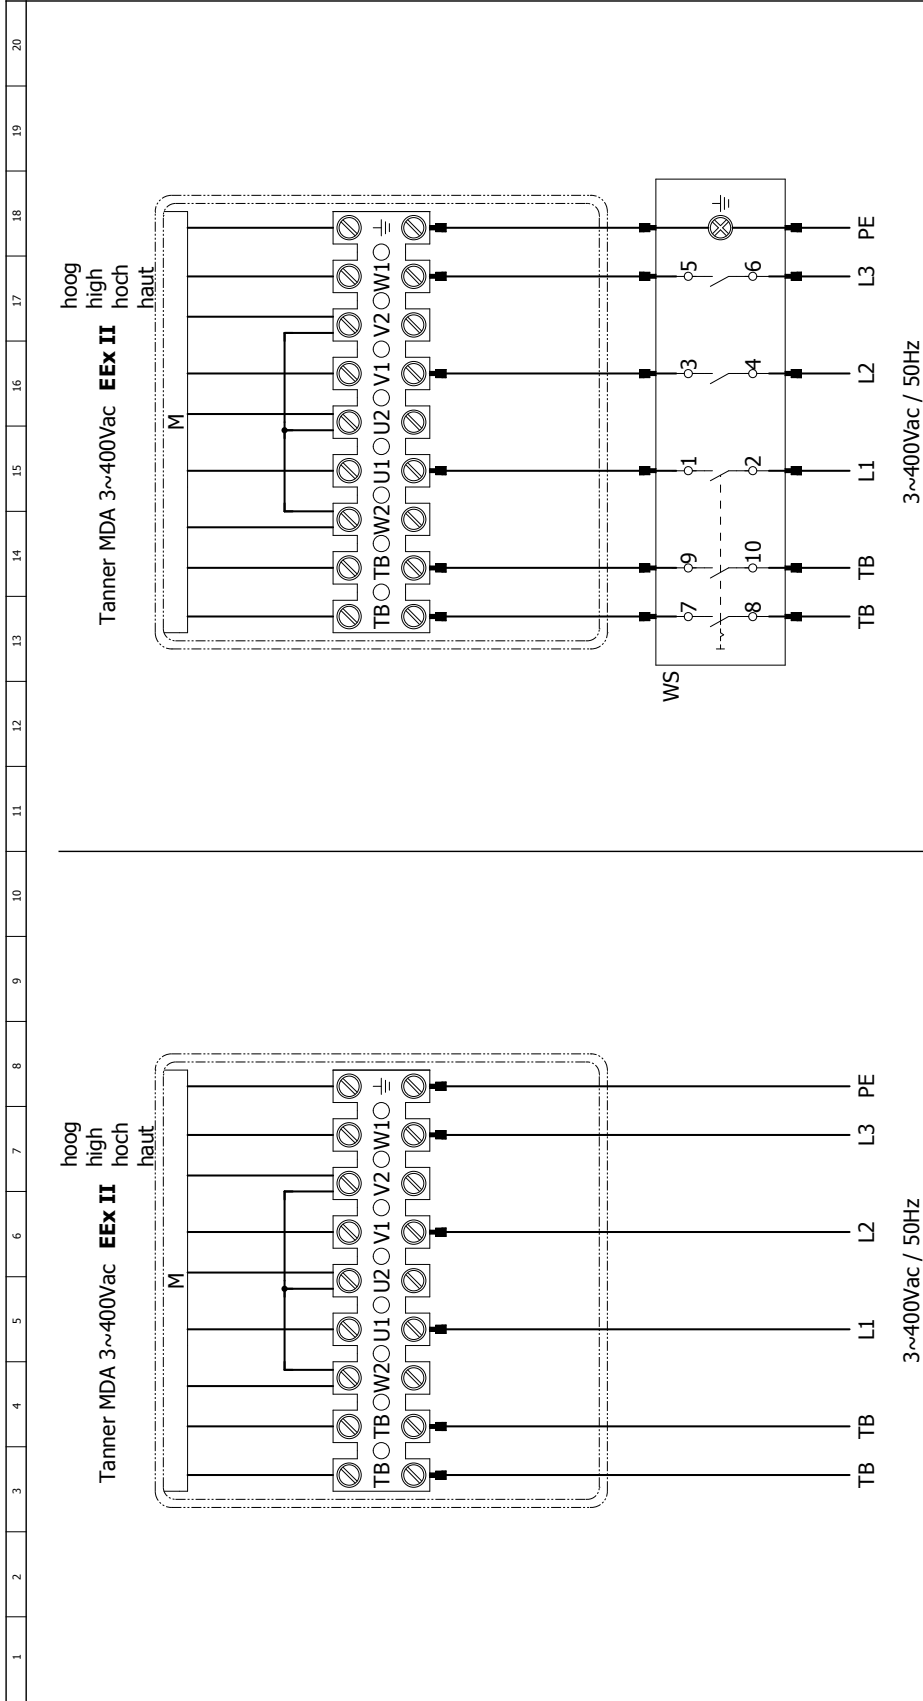 1
2
3
4
5
6
7
8
9
10
11
12
13
14
15
16
17
18
19
20
Tanner MDA 3~400Vac EEx II
hoog
high
hoch
haut
M
TB
TB
W2
U1
U2
V1
V2
W1
TB
TB
L1
L2
L3
PE
3~400Vac / 50Hz
Tanner MDA 3~400Vac EEx II
hoog
high
hoch
haut
M
TB
TB
W2
U1
U2
V1
V2
W1
WS
7
9
1
3
5
8
10
2
4
6
TB
TB
L1
L2
L3
PE
3~400Vac / 50Hz